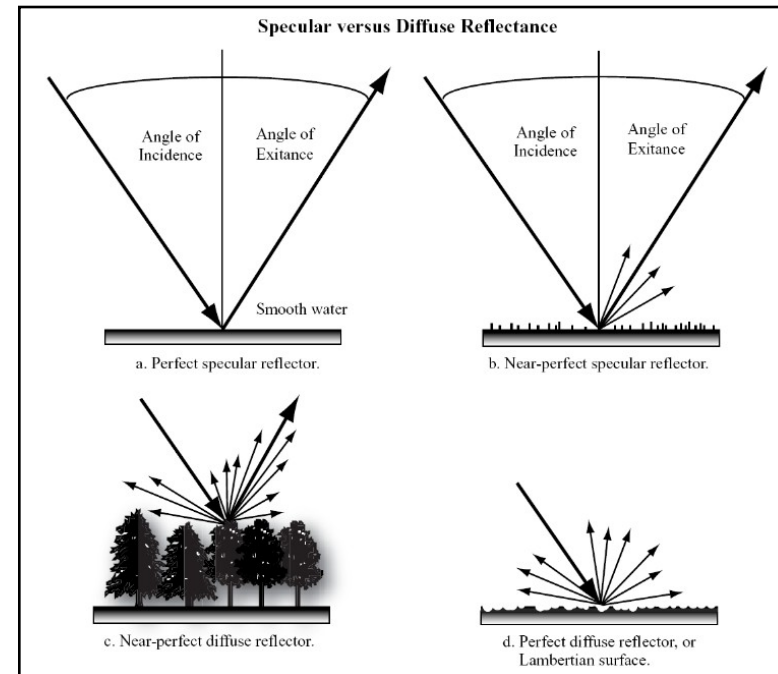 Specular versus Diffuse Reflectance
Angle of
Incidence
Angle of
Exitance
Smooth water
a. Perfect specular reflector.
Angle of
Incidence
Angle of
Exitance
b. Near-perfect specular reflector.
c. Near-perfect diffuse reflector.
d. Perfect diffuse reflector, or
Lambertian surface.